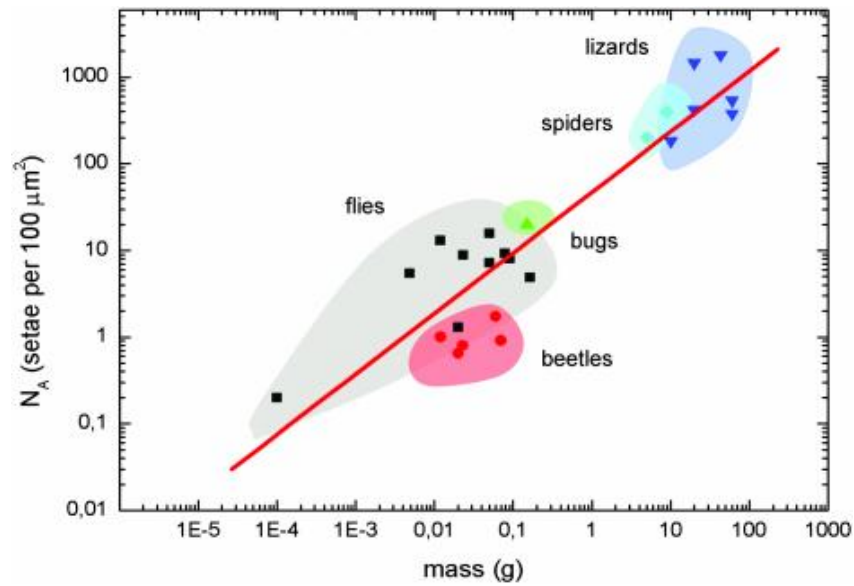 lizards
1000
spiders
100
flies
10
bugs
1
beetles
0,1
0,01
N_A (setae per 100 μm²)
1E-5 1E-4 1E-3 0,01 0,1 1 10 100 1000
mass (g)